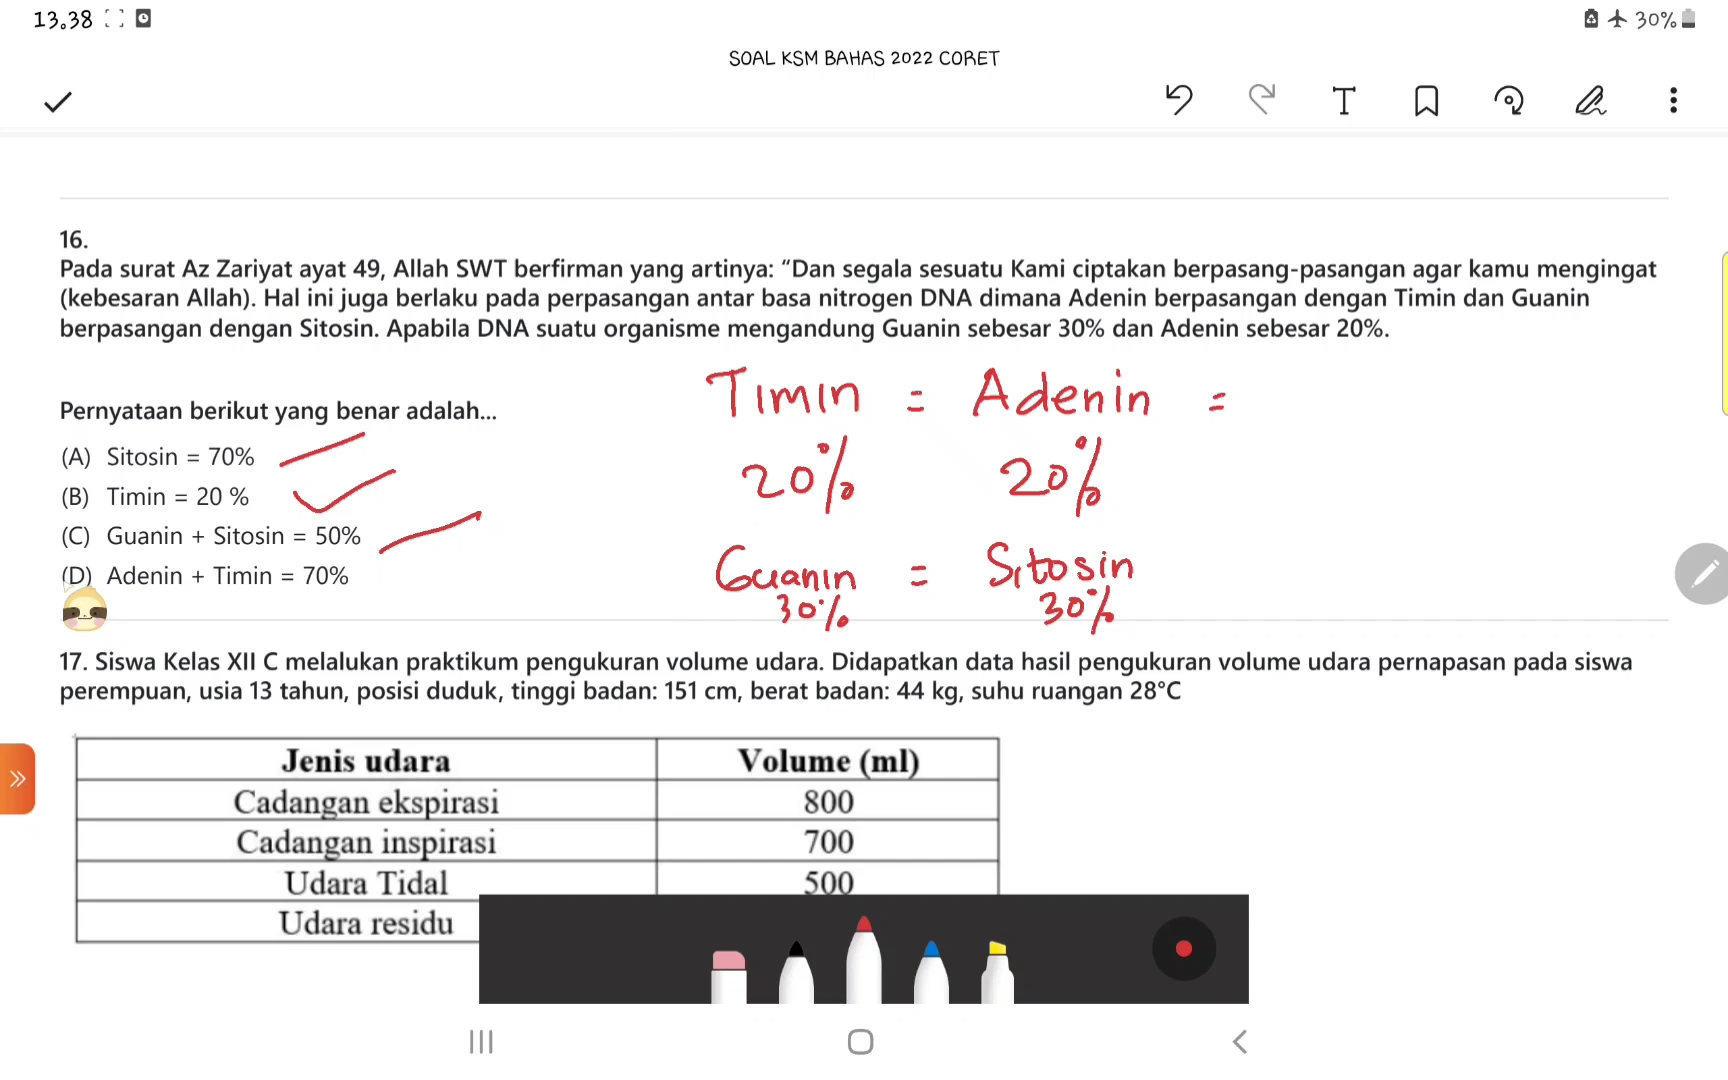 13.38
30%
SOAL KSM BAHAS 2022 CORET
16.
Pada surat Az Zariyat ayat 49, Allah SWT berfirman yang artinya: “Dan segala sesuatu Kami ciptakan berpasang-pasangan agar kamu mengingat
(kebesaran Allah). Hal ini juga berlaku pada perpasangan antar basa nitrogen DNA dimana Adenin berpasangan dengan Timin dan Guanin
berpasangan dengan Sitosin. Apabila DNA suatu organisme mengandung Guanin sebesar 30% dan Adenin sebesar 20%.
Pernyataan berikut yang benar adalah...
(A) Sitosin = 70%
(B) Timin = 20 %
(C) Guanin + Sitosin = 50%
(D) Adenin + Timin = 70%
Timin = Adenin =
20% 20%
Guanin = Sitosin
30% 30%
17. Siswa Kelas XII C melalukan praktikum pengukuran volume udara. Didapatkan data hasil pengukuran volume udara pernapasan pada siswa
perempuan, usia 13 tahun, posisi duduk, tinggi badan: 151 cm, berat badan: 44 kg, suhu ruangan 28°C
Jenis udara Volume (ml)
Cadangan ekspirasi 800
Cadangan inspirasi 700
Udara Tidal 500
Udara residu